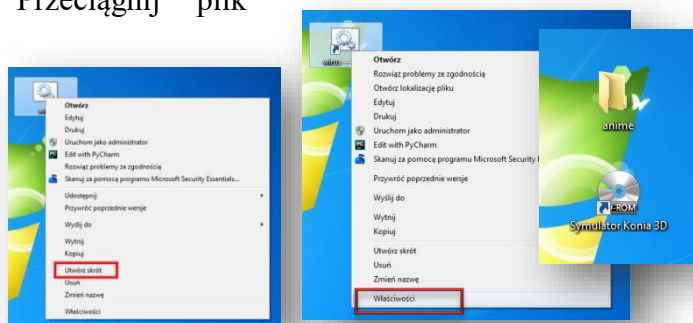 Przeciągnij plik
Otwórz
Edytuj
Drukuj
Uruchom jako administrator
Edit with PyCharm
Rozwiąż problemy ze zgodnością
Skanuj za pomocą programu Microsoft Security Essentials...
Udostępnij
Przywróć poprzednie wersje
Wyślij do
Wytnij
Kopiuj
Utwórz skrót
Usuń
Zmień nazwę
Właściwości
Otwórz
Rozwiąż problemy ze zgodnością
Otwórz lokalizację pliku
Edytuj
Drukuj
Uruchom jako administrator
Edit with PyCharm
Skanuj za pomocą programu Microsoft Security
Przywróć poprzednie wersje
Wyślij do
Wytnij
Kopiuj
Utwórz skrót
Usuń
Zmień nazwę
Właściwości
anime
Symulator Konia 3D